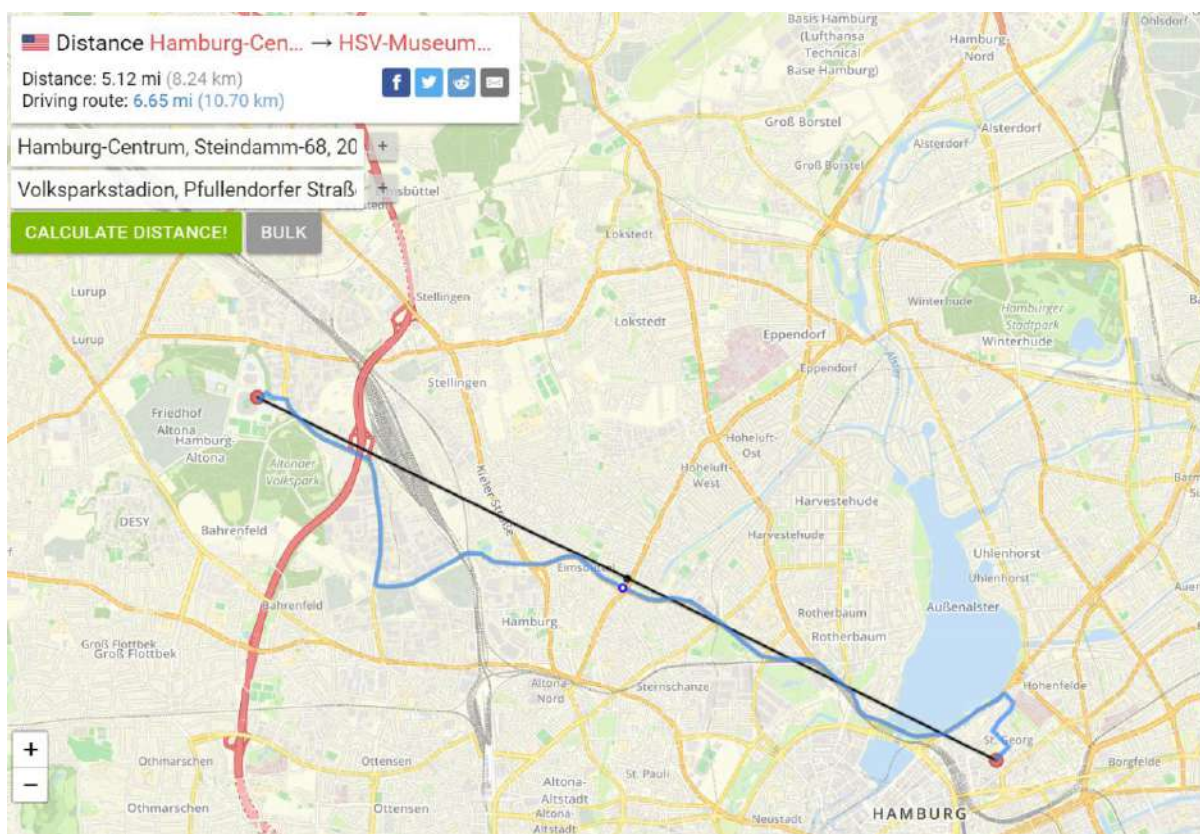 Distance Hamburg-Cen... → HSV-Museum...
Distance: 5.12 mi (8.24 km)
Driving route: 6.65 mi (10.70 km)
Hamburg-Centrum, Steindamm-68, 20
+
Volksparkstadion, Pfullendorfer Straß
+
CALCULATE DISTANCE!
BULK
Basis Hamburg
(Lufthansa
Technical
Base Hamburg)
Hamburg-
Nord
Ohlsdorf
Groß Borstel
Alsterdorf
Groß Borstel
Alsterdorf
Lokstedt
Lurup
Stellingen
Winterhude
Hamburger
Stadtpark
Winterhude
Lokstedt
Eppendorf
Lurup
Stellingen
Alster
Eppendorf
Friedhof
Altona
Hamburg-
Altona
Altonaer
Volkspark
Hoheluft-
Ost
Hoheluft-
West
Kieler Straße
Harvestehude
DESY
Bahrenfeld
Harvestehude
Uhlenhorst
Uhlenhorst
Bahrenfeld
Hamburg
Rotherbaum
Außenalster
Rotherbaum
Groß Flottbek
Groß Flottbek
Altona-
Nord
Sternschanze
Hohenfelde
St. Georg
Othmarschen
Ottensen
St. Pauli
Borgfelde
Altona-
Altstadt
Altona-
Altstadt
Othmarschen
Ottensen
Neustadt
HAMBURG
+
−